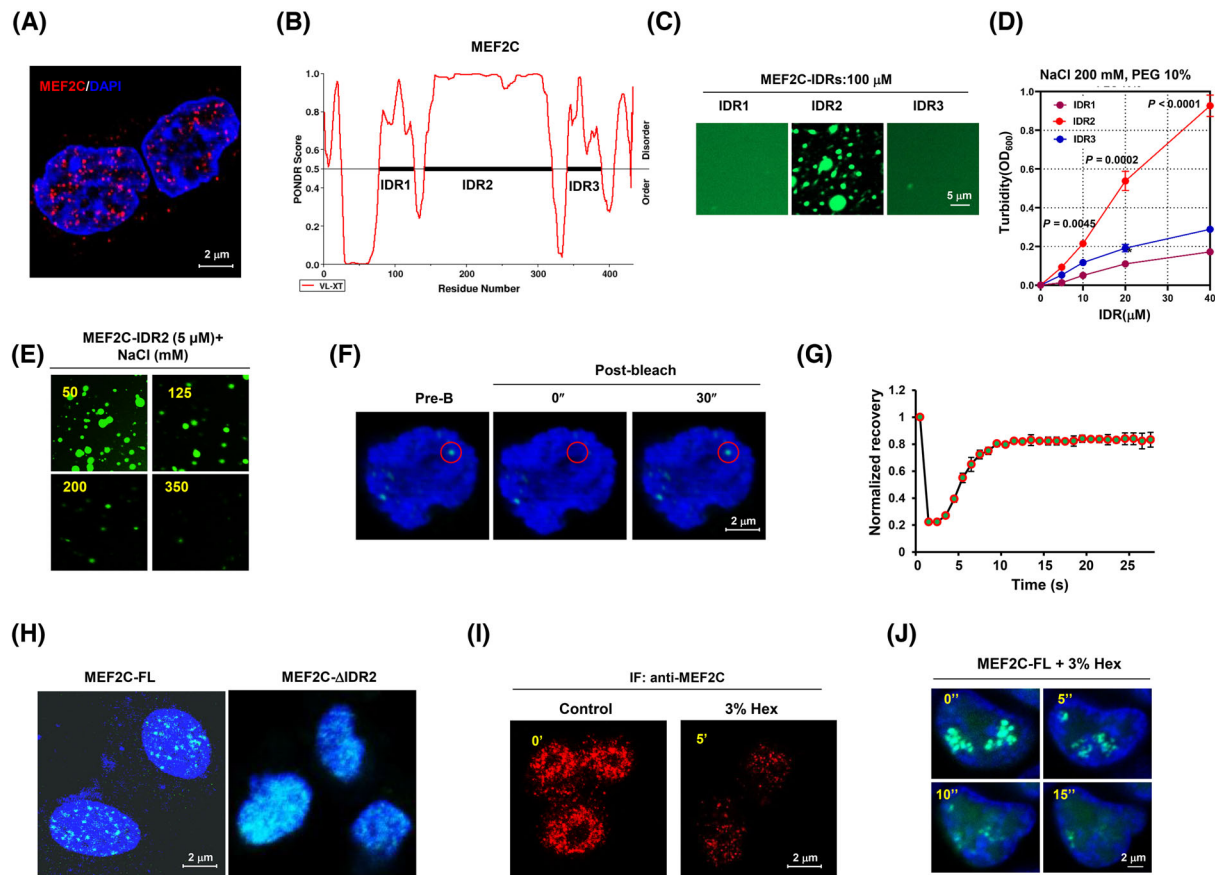 (A)
MEF2C/DAPI
2 μm
(B)
MEF2C
1.0
0.8
0.6
0.5
0.4
0.2
0.0
PONDR Score
Disorder
Order
IDR1
IDR2
IDR3
0
100
200
300
400
VL-XT
Residue Number
(C)
MEF2C-IDRs:100 μM
IDR1
IDR2
IDR3
5 μm
(D)
NaCl 200 mM, PEG 10%
1.0
0.8
0.6
0.4
0.2
0.0
Turbidity(OD600)
IDR1
IDR2
IDR3
P < 0.0001
P = 0.0002
P = 0.0045
0
10
20
30
40
IDR(μM)
(E)
MEF2C-IDR2 (5 μM)+
NaCl (mM)
50
125
200
350
(F)
Post-bleach
Pre-B
0″
30″
2 μm
(G)
1.2
1
0.8
0.6
0.4
0.2
0
Normalized recovery
0
5
10
15
20
25
Time (s)
(H)
MEF2C-FL
MEF2C-ΔIDR2
2 μm
2 μm
(I)
IF: anti-MEF2C
Control
3% Hex
0'
5'
2 μm
(J)
MEF2C-FL + 3% Hex
0''
5''
10''
15''
2 μm